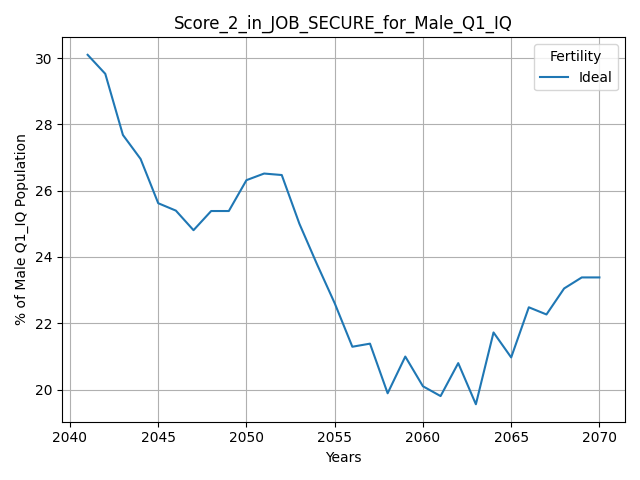 Score_2_in_JOB_SECURE_for_Male_Q1_IQ
Fertility
Ideal
% of Male Q1_IQ Population
30
28
26
24
22
20
2040 2045 2050 2055 2060 2065 2070
Years